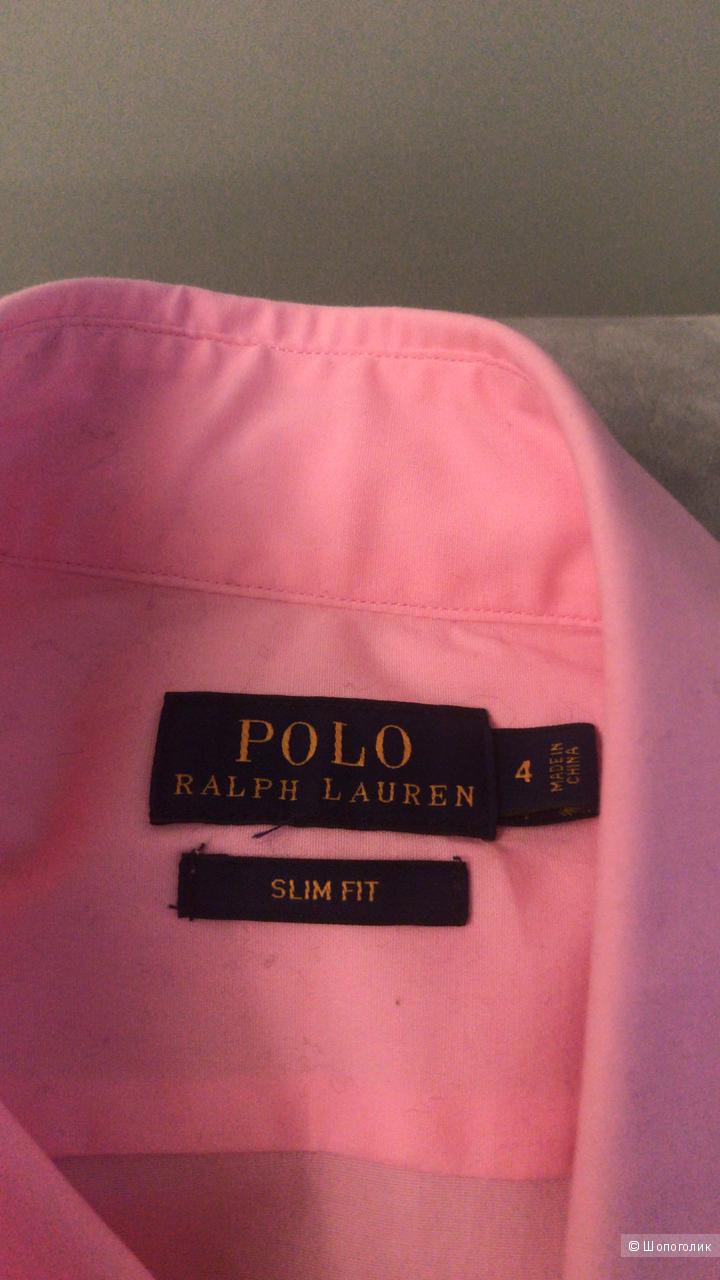 POLO
RALPH LAUREN
4
MADE IN
CHINA
SLIM FIT
© Шопоголик